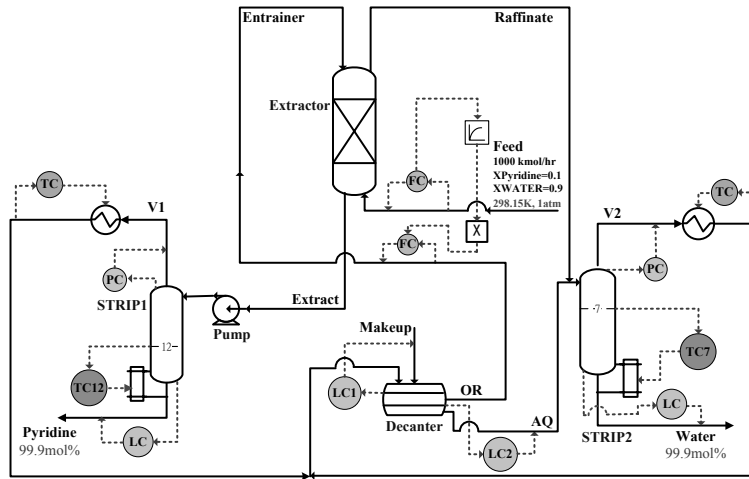 Entrainer
Raffinate
Extractor
Feed
1000 kmol/hr
XPyridine=0.1
XWATER=0.9
298.15K, 1atm
FC
X
FC
TC
V1
PC
STRIP1
12
TC12
LC
Pyridine
99.9mol%
Extract
Pump
Makeup
LC1
OR
Decanter
AQ
LC2
V2
TC
PC
7
TC7
LC
STRIP2
Water
99.9mol%